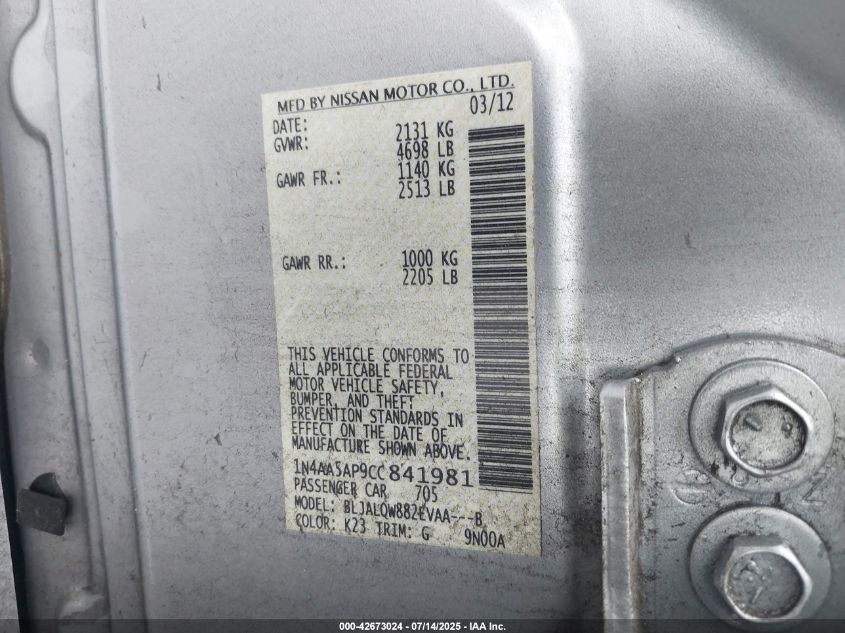 MFD BY NISSAN MOTOR CO., LTD.
DATE: 03/12
GVWR: 2131 KG
4698 LB
GAWR FR.: 1140 KG
2513 LB
GAWR RR.: 1000 KG
2205 LB
THIS VEHICLE CONFORMS TO
ALL APPLICABLE FEDERAL
MOTOR VEHICLE SAFETY,
BUMPER, AND THEFT
PREVENTION STANDARDS IN
EFFECT ON THE DATE OF
MANUFACTURE SHOWN ABOVE.
1N4AA5AP9CC841981
PASSENGER CAR 705
MODEL: BLJALQW882EVAA---B
COLOR: K23 TRIM: G 9N00A
000-42673024 | 07/14/2025 - IAA Inc.